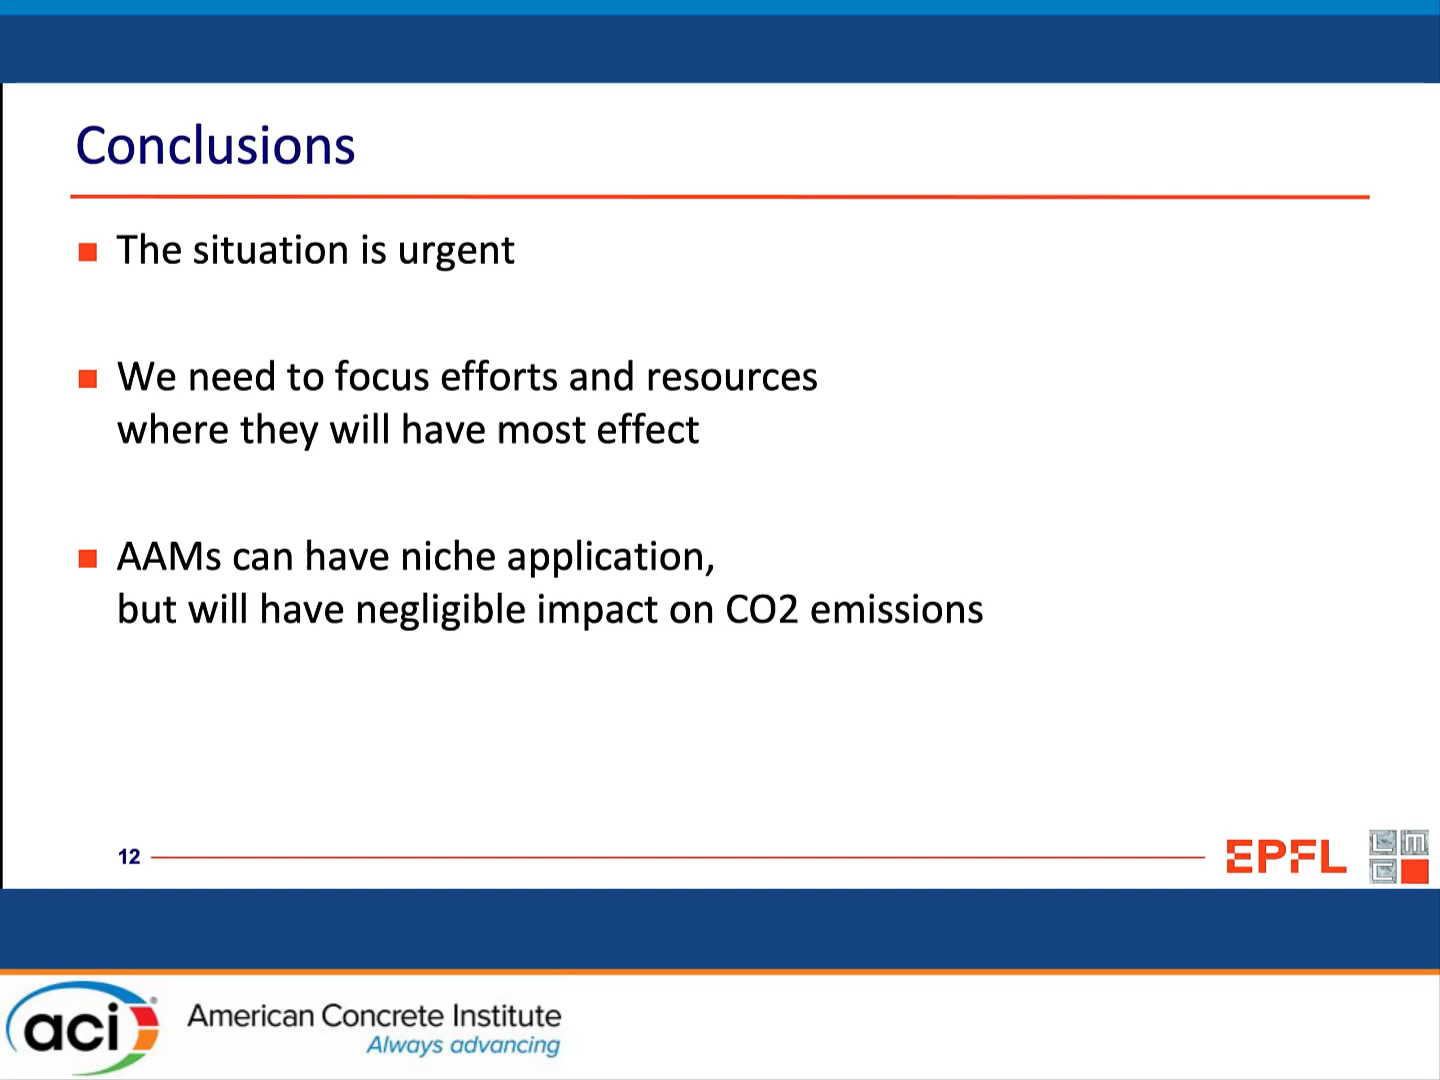 Conclusions
The situation is urgent
We need to focus efforts and resources
where they will have most effect
AAMs can have niche application,
but will have negligible impact on CO2 emissions
12
EPFL
L M
C
aci
American Concrete Institute
Always advancing